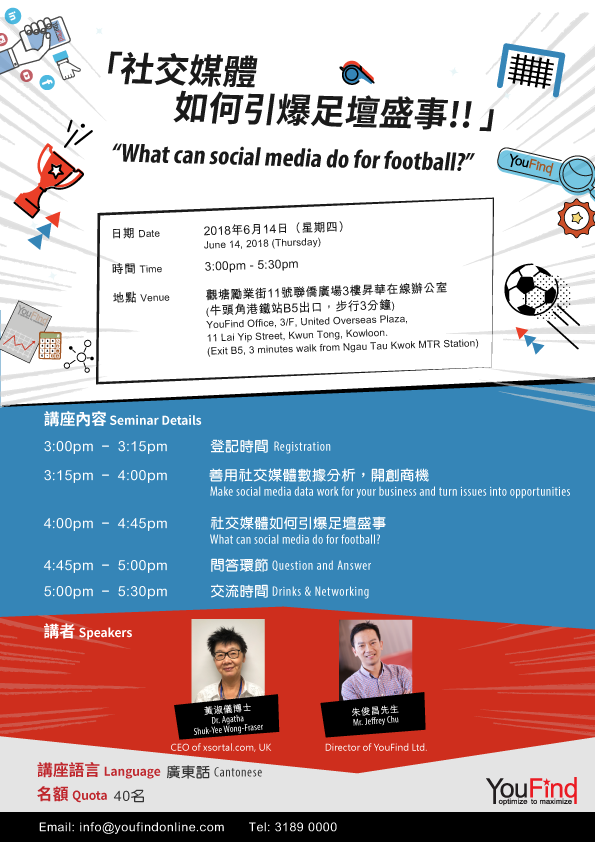 「社交媒體
如何引爆足壇盛事!!」
“What can social media do for football?”
YouFind
日期 Date
2018年6月14日（星期四）
June 14, 2018 (Thursday)
時間 Time
3:00pm - 5:30pm
地點 Venue
觀塘勵業街11號聯僑廣場3樓昇華在線辦公室
(牛頭角港鐵站B5出口，步行3分鐘)
YouFind Office, 3/F, United Overseas Plaza,
11 Lai Yip Street, Kwun Tong, Kowloon.
(Exit B5, 3 minutes walk from Ngau Tau Kwok MTR Station)
YouFind
講座內容 Seminar Details
3:00pm – 3:15pm 登記時間 Registration
3:15pm – 4:00pm 善用社交媒體數據分析，開創商機
Make social media data work for your business and turn issues into opportunities
4:00pm – 4:45pm 社交媒體如何引爆足壇盛事
What can social media do for football?
4:45pm – 5:00pm 問答環節 Question and Answer
5:00pm – 5:30pm 交流時間 Drinks & Networking
講者 Speakers
黃淑儀博士
Dr. Agatha
Shuk-Yee Wong-Fraser
CEO of xsortal.com, UK
朱俊昌先生
Mr. Jeffrey Chu
Director of YouFind Ltd.
講座語言 Language 廣東話 Cantonese
名額 Quota 40名
YouFind
optimize to maximize
Email: info@youfindonline.com Tel: 3189 0000